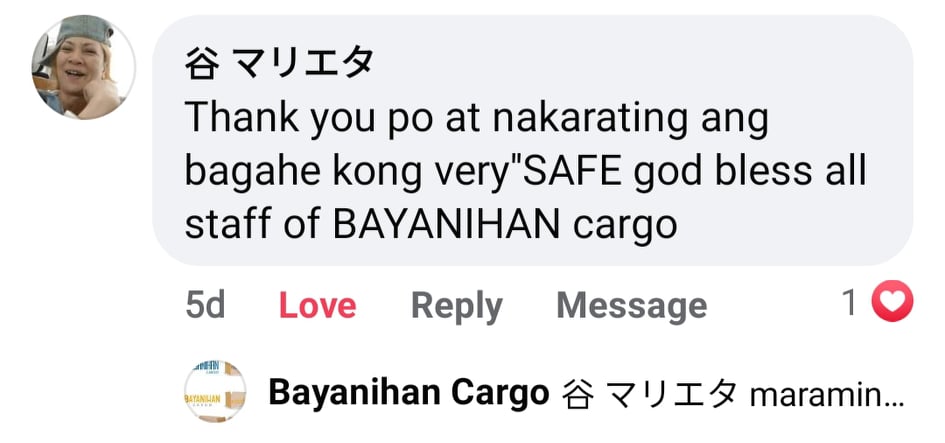 谷 マリエタ
Thank you po at nakarating ang
bagahe kong very"SAFE god bless all
staff of BAYANIHAN cargo
5d Love Reply Message 1
Bayanihan Cargo 谷 マリエタ maramin...